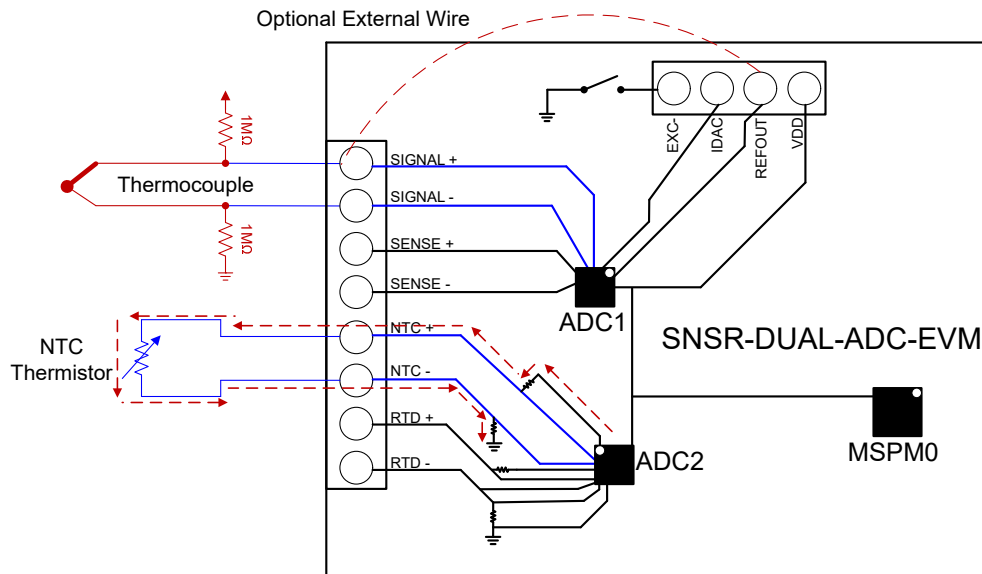 Optional External Wire
EXC-
IDAC
REFOUT
VDD
1MΩ
SIGNAL +
Thermocouple
SIGNAL -
1MΩ
SENSE +
SENSE -
ADC1
NTC +
SNSR-DUAL-ADC-EVM
NTC
Thermistor
NTC -
RTD +
ADC2
MSPM0
RTD -